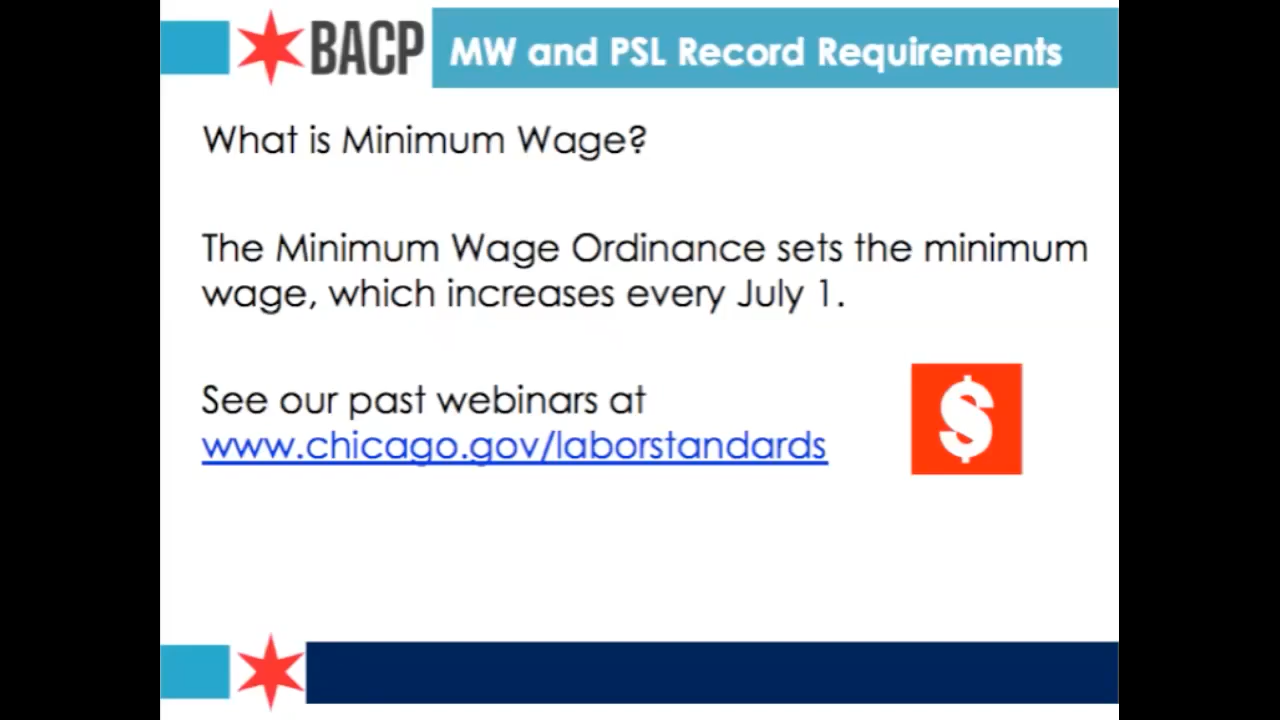 BACP
MW and PSL Record Requirements
What is Minimum Wage?
The Minimum Wage Ordinance sets the minimum
wage, which increases every July 1.
See our past webinars at
www.chicago.gov/laborstandards
$